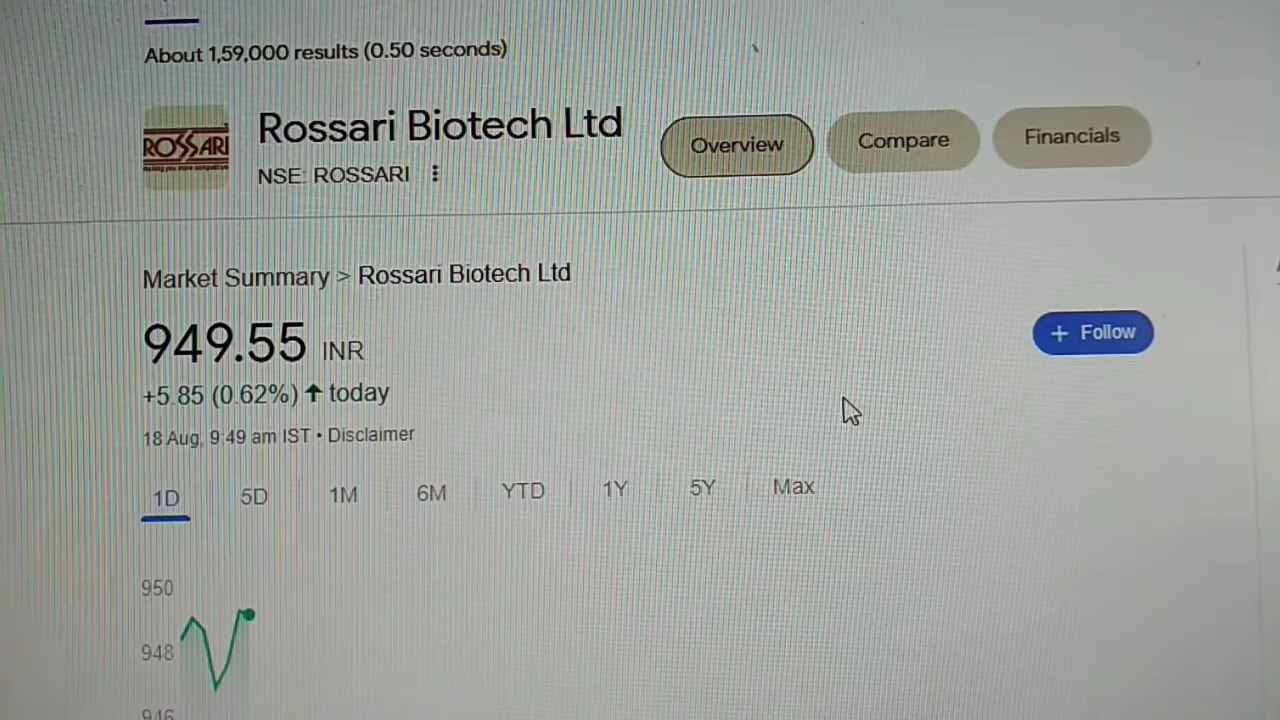 About 1,59,000 results (0.50 seconds)
ROSSARI
Rossari Biotech Ltd
NSE: ROSSARI
Overview
Compare
Financials
Market Summary > Rossari Biotech Ltd
949.55 INR
+ Follow
+5.85 (0.62%) ↑ today
18 Aug, 9:49 am IST • Disclaimer
1D 5D 1M 6M YTD 1Y 5Y Max
950
948
946